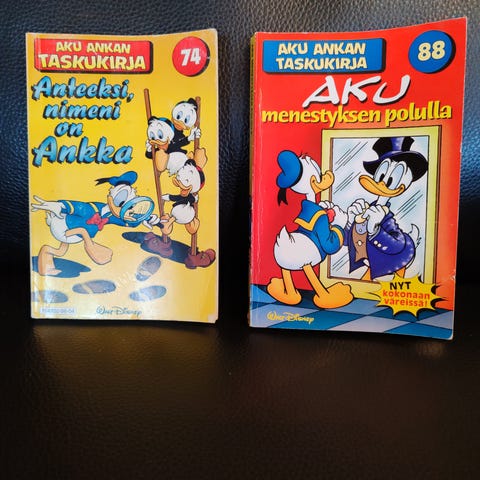 AKU ANKAN
TASKUKIRJA
74
Anteeksi,
nimeni
on
Ankka
Walt Disney
AKU ANKAN
TASKUKIRJA
88
AKU
menestyksen polulla
NYT
kokonaan
väreissä!
Walt Disney